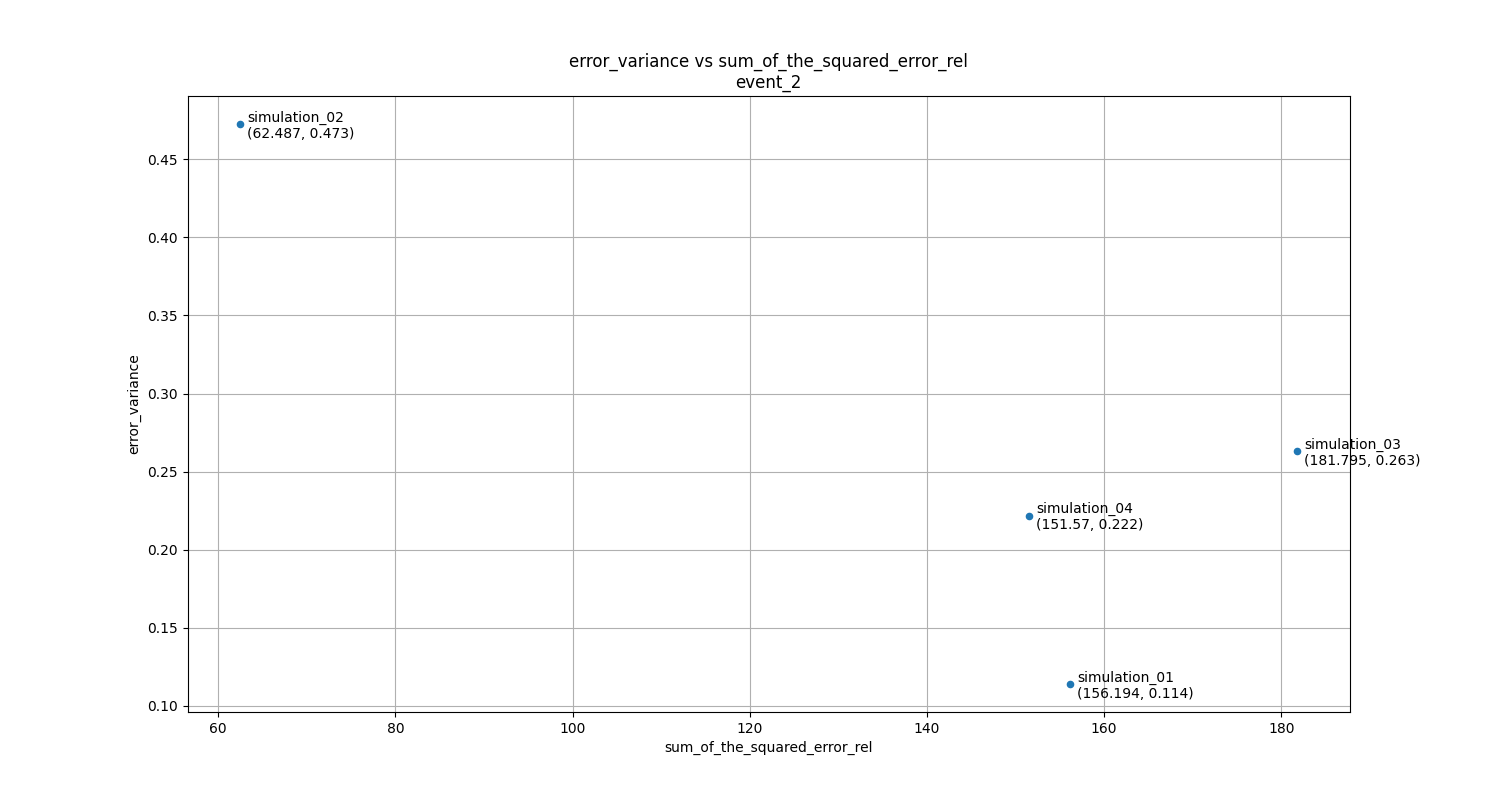 error_variance vs sum_of_the_squared_error_rel
event_2
simulation_02
(62.487, 0.473)
0.45
0.40
0.35
0.30
0.25
0.20
0.15
0.10
error_variance
simulation_03
(181.795, 0.263)
simulation_04
(151.57, 0.222)
simulation_01
(156.194, 0.114)
60 80 100 120 140 160 180
sum_of_the_squared_error_rel